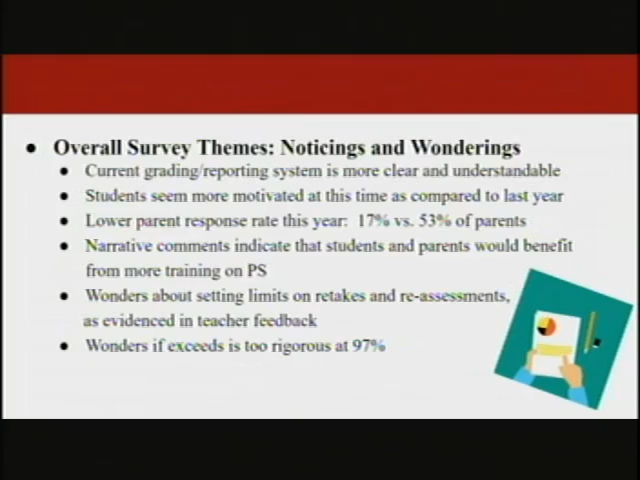 ● Overall Survey Themes: Noticings and Wonderings
● Current grading/reporting system is more clear and understandable
● Students seem more motivated at this time as compared to last year
● Lower parent response rate this year: 17% vs. 53% of parents
● Narrative comments indicate that students and parents would benefit
from more training on PS
● Wonders about setting limits on retakes and re-assessments,
as evidenced in teacher feedback
● Wonders if exceeds is too rigorous at 97%